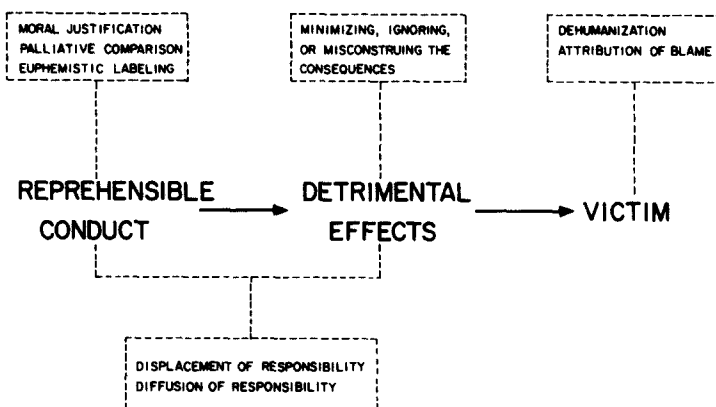 MORAL JUSTIFICATION
PALLIATIVE COMPARISON
EUPHEMISTIC LABELING
MINIMIZING, IGNORING,
OR MISCONSTRUING THE
CONSEQUENCES
DEHUMANIZATION
ATTRIBUTION OF BLAME
REPREHENSIBLE
CONDUCT
DETRIMENTAL
EFFECTS
VICTIM
DISPLACEMENT OF RESPONSIBILITY
DIFFUSION OF RESPONSIBILITY